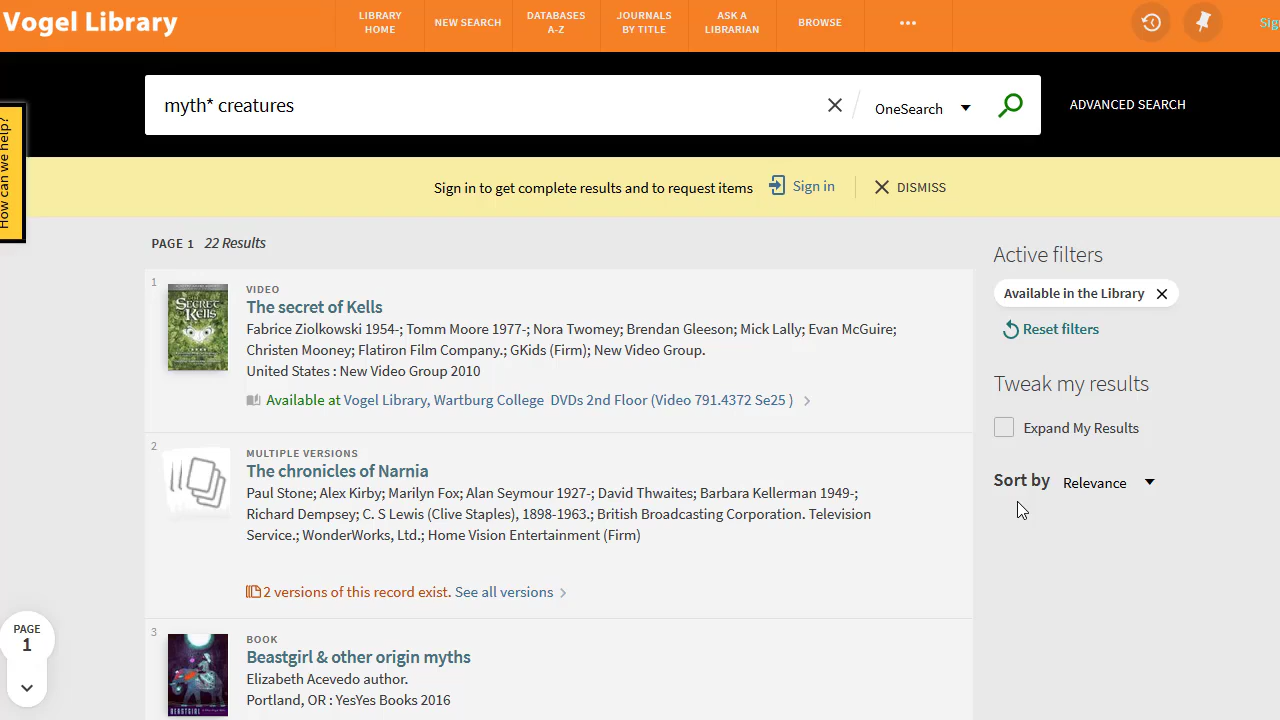 Vogel Library
LIBRARY HOME
NEW SEARCH
DATABASES A-Z
JOURNALS BY TITLE
ASK A LIBRARIAN
BROWSE
•••
How can we help?
myth* creatures
OneSearch
ADVANCED SEARCH
Sign in to get complete results and to request items
Sign in
DISMISS
PAGE 1 22 Results
1
VIDEO
The secret of Kells
Fabrice Ziolkowski 1954-; Tomm Moore 1977-; Nora Twomey; Brendan Gleeson; Mick Lally; Evan McGuire;
Christen Mooney; Flatiron Film Company.; GKids (Firm); New Video Group.
United States : New Video Group 2010
Available at Vogel Library, Wartburg College DVDs 2nd Floor (Video 791.4372 Se25 )
2
MULTIPLE VERSIONS
The chronicles of Narnia
Paul Stone; Alex Kirby; Marilyn Fox; Alan Seymour 1927-; David Thwaites; Barbara Kellerman 1949-;
Richard Dempsey; C. S Lewis (Clive Staples), 1898-1963.; British Broadcasting Corporation. Television
Service.; WonderWorks, Ltd.; Home Vision Entertainment (Firm)
2 versions of this record exist. See all versions
3
BOOK
Beastgirl & other origin myths
Elizabeth Acevedo author.
Portland, OR : YesYes Books 2016
Active filters
Available in the Library
Reset filters
Tweak my results
Expand My Results
Sort by Relevance
PAGE
1
SECRET
KELLS
BEASTGIRL